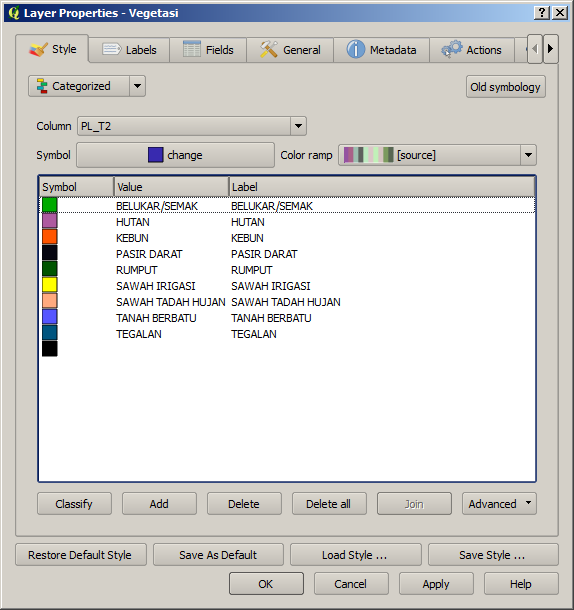 Layer Properties - Vegetasi
Style Labels Fields General Metadata Actions
Categorized Old symbology
Column PL_T2
Symbol change Color ramp [source]
Symbol Value Label
BELUKAR/SEMAK BELUKAR/SEMAK
HUTAN HUTAN
KEBUN KEBUN
PASIR DARAT PASIR DARAT
RUMPUT RUMPUT
SAWAH IRIGASI SAWAH IRIGASI
SAWAH TADAH HUJAN SAWAH TADAH HUJAN
TANAH BERBATU TANAH BERBATU
TEGALAN TEGALAN
Classify Add Delete Delete all Join Advanced
Restore Default Style Save As Default Load Style ... Save Style ...
OK Cancel Apply Help